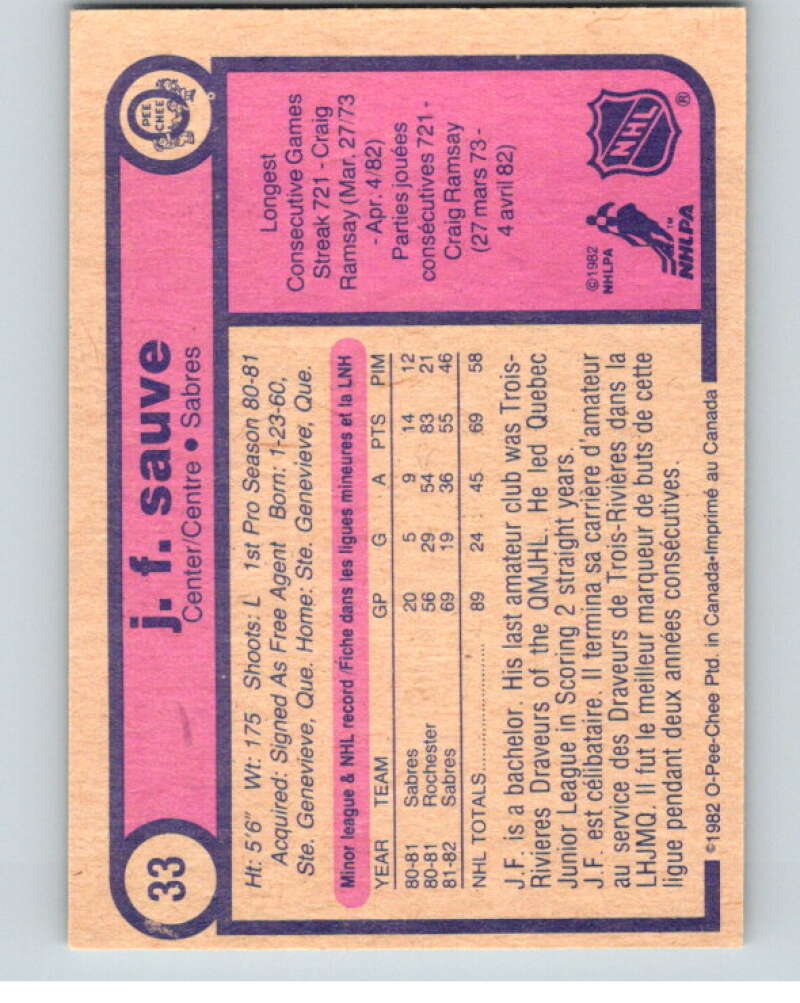 33
j. f. sauve
Center/Centre • Sabres
PEE
CHEE
Ht: 5'6" Wt: 175 Shoots: L 1st Pro Season 80-81
Acquired: Signed As Free Agent Born: 1-23-60,
Ste. Genevieve, Que. Home: Ste. Genevieve, Que.
Minor league & NHL record/Fiche dans les ligues mineures et la LNH
YEAR TEAM GP G A PTS PIM
80-81 Sabres 20 5 9 14 12
80-81 Rochester 56 29 54 83 21
81-82 Sabres 69 19 36 55 46
NHL TOTALS 89 24 45 69 58
J.F. is a bachelor. His last amateur club was Trois-
Rivieres Draveurs of the QMJHL. He led Quebec
Junior League in Scoring 2 straight years.
J.F. est célibataire. Il termina sa carrière d'amateur
au service des Draveurs de Trois-Rivières dans la
LHJMQ. Il fut le meilleur marqueur de buts de cette
ligue pendant deux années consécutives.
©1982 O-Pee-Chee Ptd. in Canada•Imprimé au Canada
Longest
Consecutive Games
Streak 721 - Craig
Ramsay (Mar. 27/73
- Apr. 4/82)
Parties jouées
consécutives 721 -
Craig Ramsay
(27 mars 73 -
4 avril 82)
©1982
NHLPA
NHLPA™
NHL®